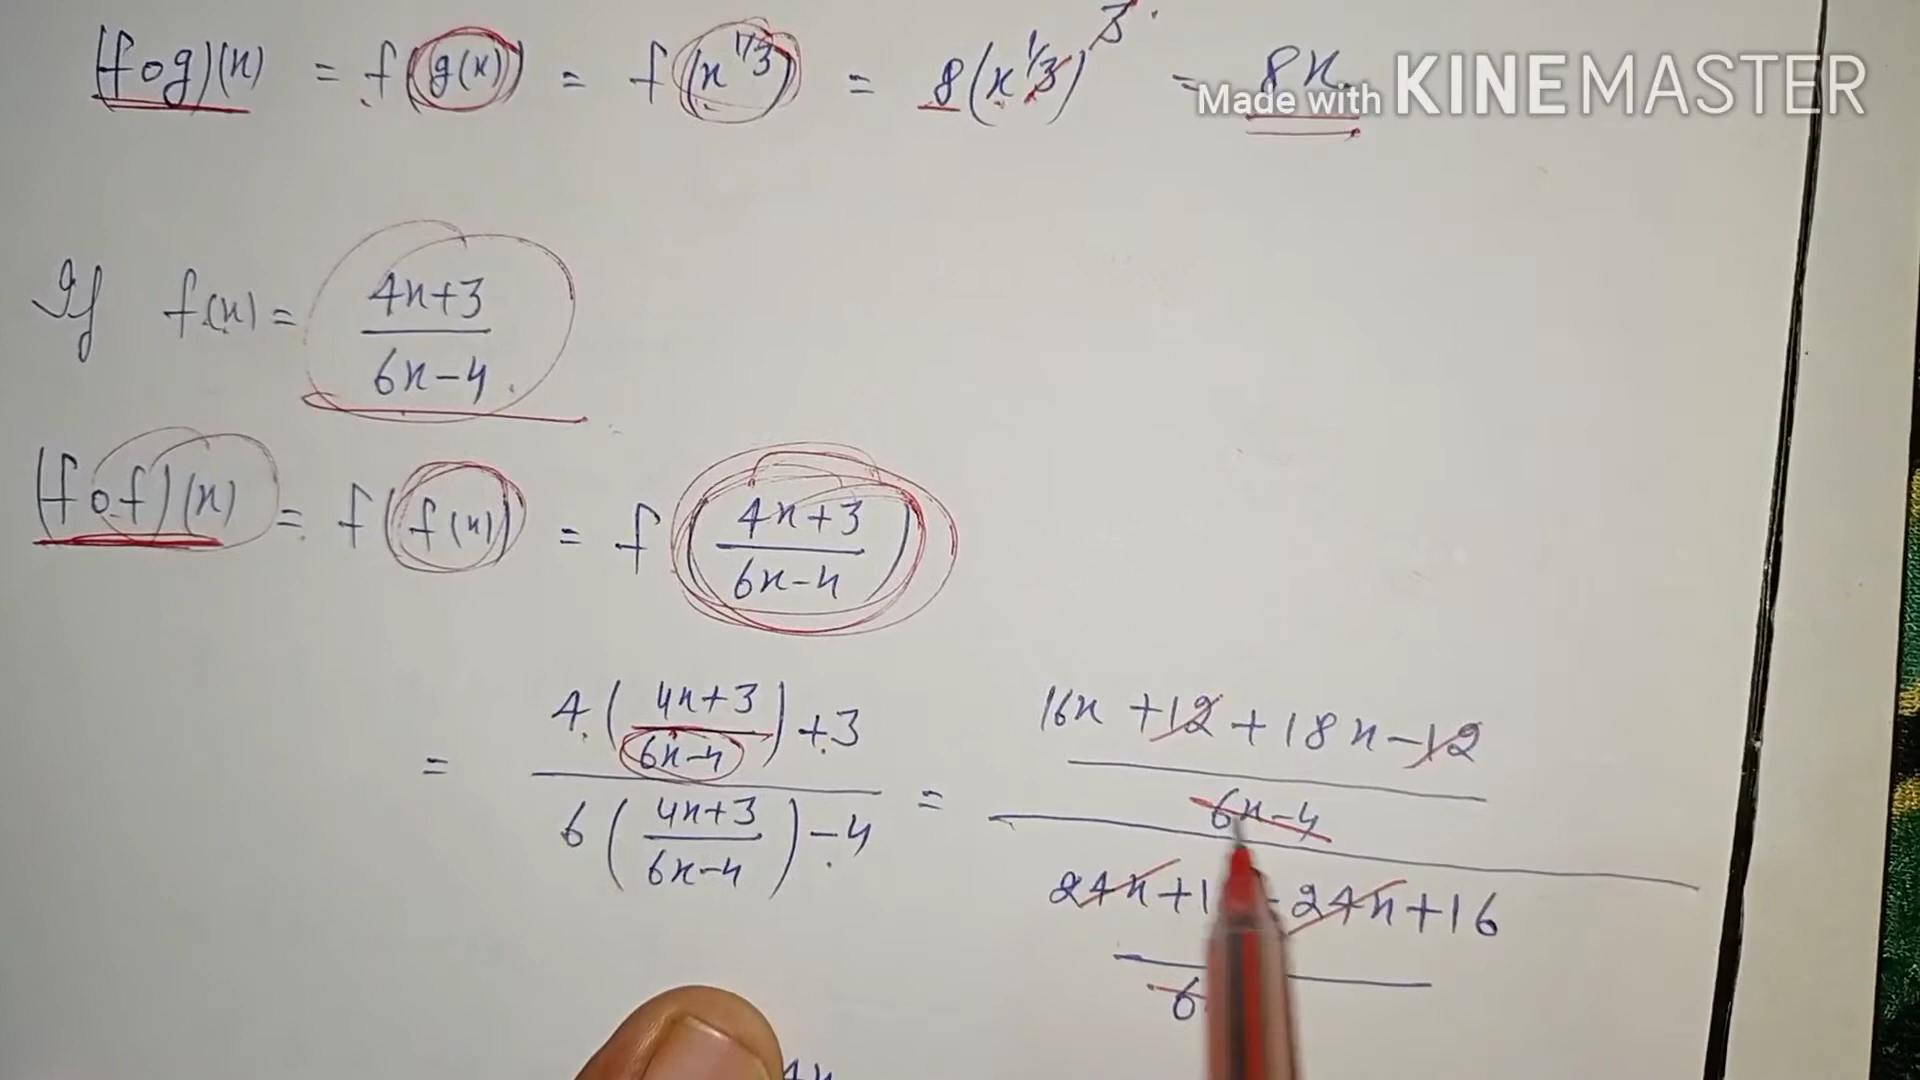 (fog)(x) = f(g(x)) = f(x^1/3) = 8(x^1/3)^3 = 8x.
Made with KINEMASTER
If f(x) = 4x+3 / 6x-4
(fof)(x) = f(f(x)) = f(4x+3 / 6x-4)
= 4(4x+3 / 6x-4)+3 / 6(4x+3 / 6x-4)-4 = 16x+12+18x-12 / 6x-4 / 24x+1 -24x+16 / 6